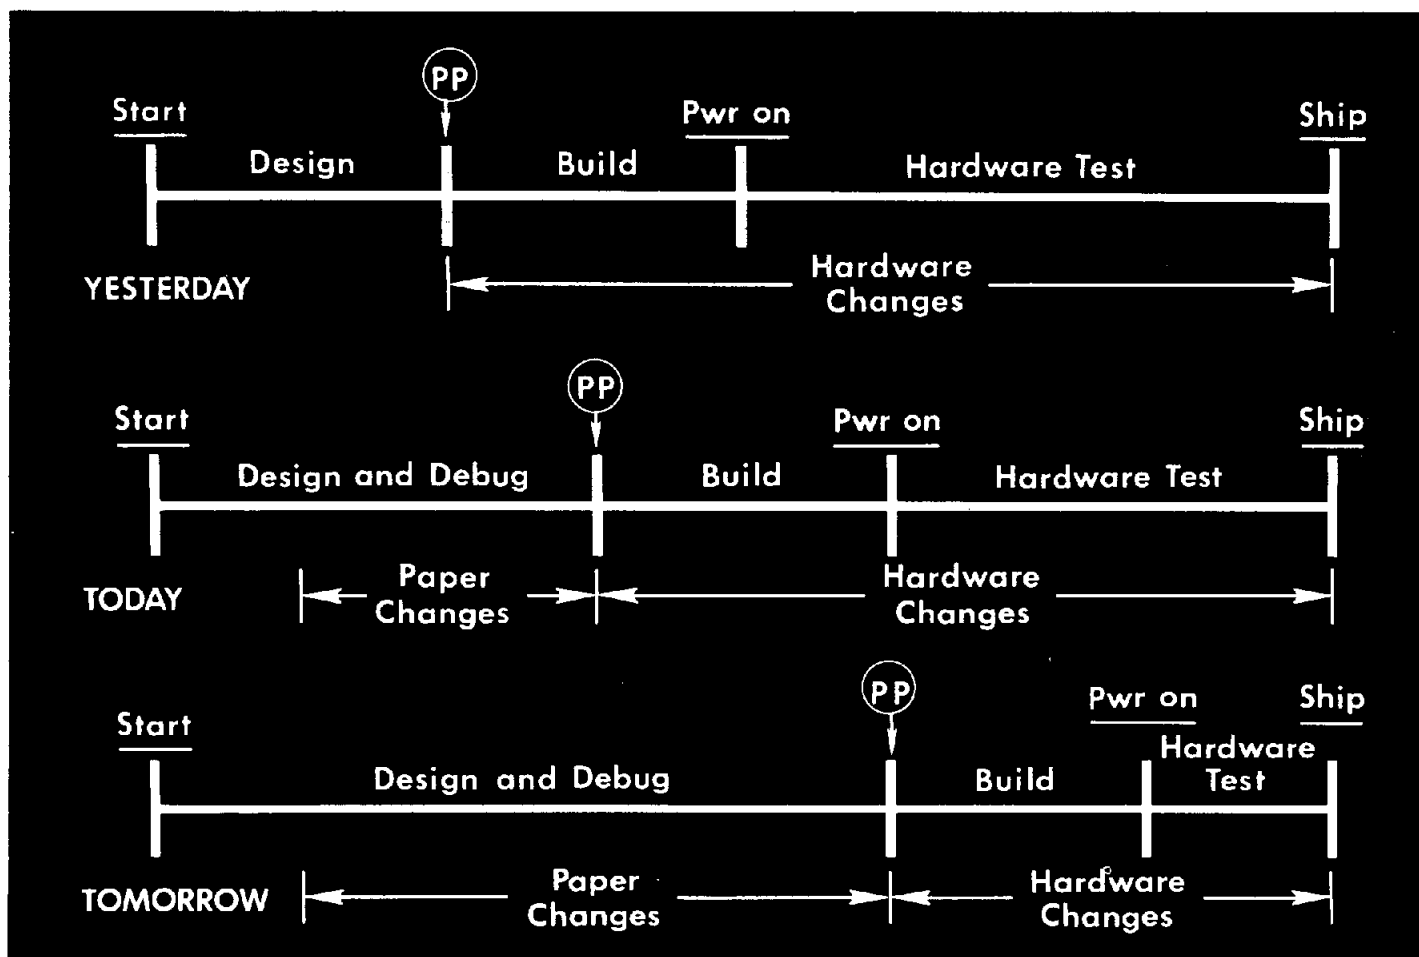 PP
Start
Pwr on
Ship
Design
Build
Hardware Test
YESTERDAY
Hardware
Changes
PP
Start
Pwr on
Ship
Design and Debug
Build
Hardware Test
TODAY
Paper
Changes
Hardware
Changes
PP
Start
Pwr on
Ship
Design and Debug
Build
Hardware
Test
TOMORROW
Paper
Changes
Hardware
Changes